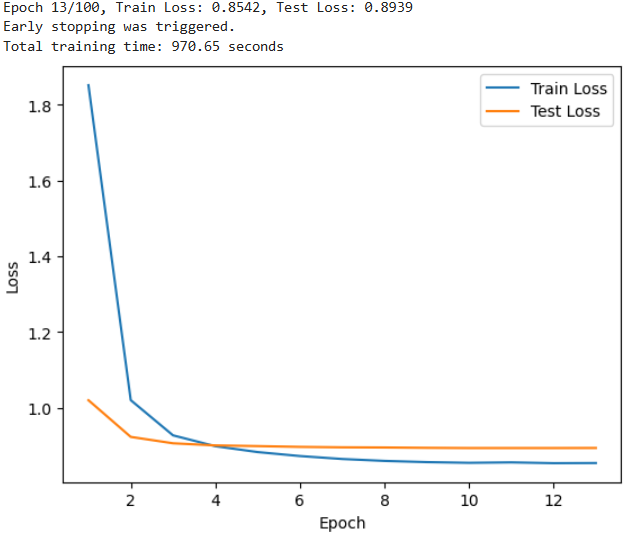 Epoch 13/100, Train Loss: 0.8542, Test Loss: 0.8939
Early stopping was triggered.
Total training time: 970.65 seconds
Train Loss
Test Loss
1.8
1.6
1.4
1.2
1.0
Loss
2 4 6 8 10 12
Epoch